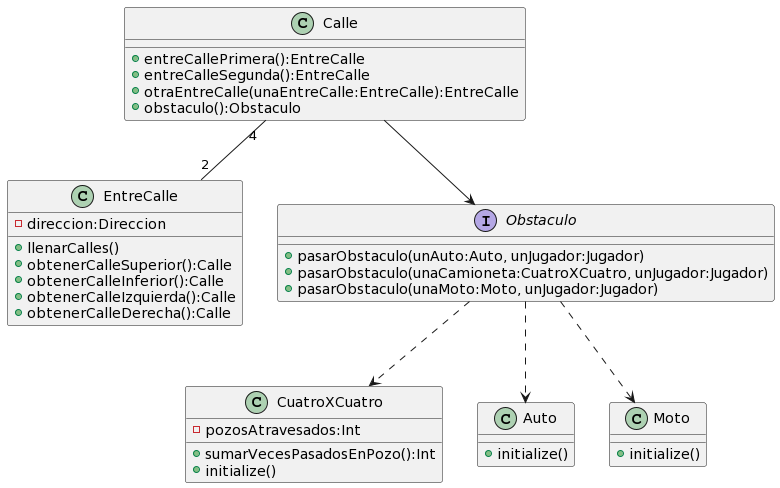 C Calle
entreCallePrimera():EntreCalle
entreCalleSegunda():EntreCalle
otraEntreCalle(unaEntreCalle:EntreCalle):EntreCalle
obstaculo():Obstaculo
4
2
C EntreCalle
direccion:Direccion
llenarCalles()
obtenerCalleSuperior():Calle
obtenerCalleInferior():Calle
obtenerCalleIzquierda():Calle
obtenerCalleDerecha():Calle
I Obstaculo
pasarObstaculo(unAuto:Auto, unJugador:Jugador)
pasarObstaculo(unaCamioneta:CuatroXCuatro, unJugador:Jugador)
pasarObstaculo(unaMoto:Moto, unJugador:Jugador)
C CuatroXCuatro
pozosAtravesados:Int
sumarVecesPasadosEnPozo():Int
initialize()
C Auto
initialize()
C Moto
initialize()